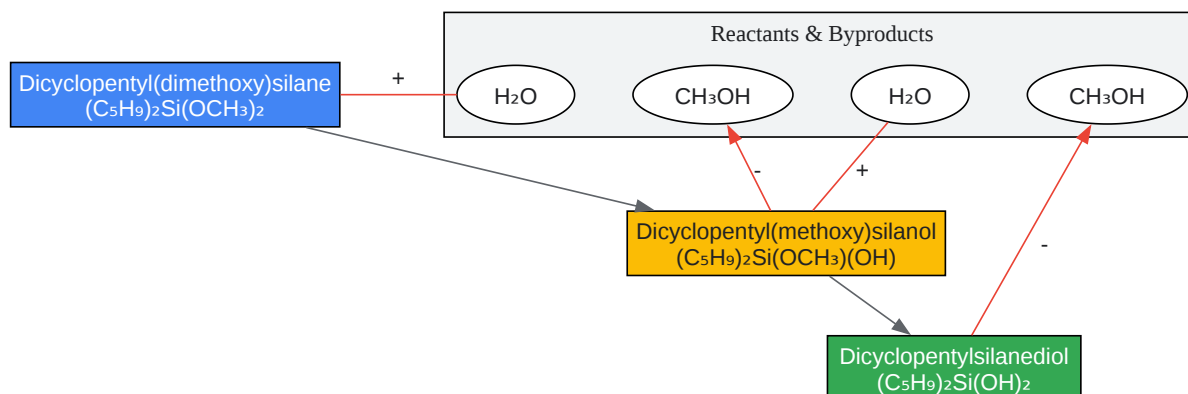 Reactants & Byproducts
Dicyclopentyl(dimethoxy)silane
(C₅H₉)₂Si(OCH₃)₂
+
H₂O
CH₃OH
H₂O
CH₃OH
-
+
Dicyclopentyl(methoxy)silanol
(C₅H₉)₂Si(OCH₃)(OH)
-
Dicyclopentylsilanediol
(C₅H₉)₂Si(OH)₂